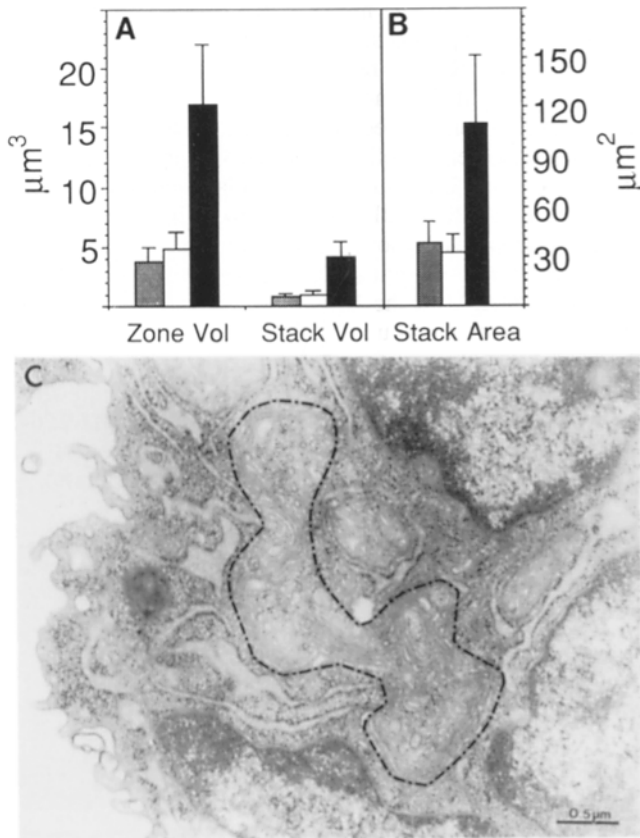 A
B
20
15
10
5
μm³
150
120
90
60
30
μm²
Zone Vol
Stack Vol
Stack Area
C
0.5μm